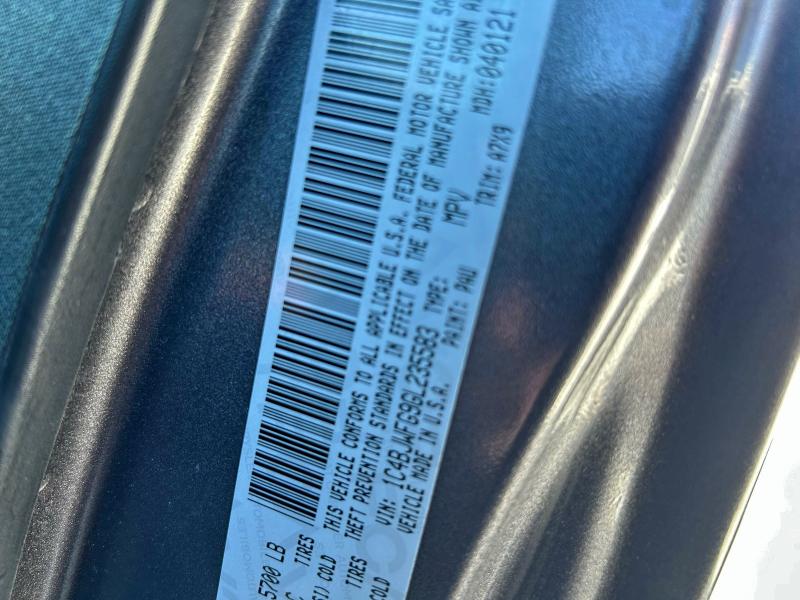 5700 LB
TIRES
COLD
THIS VEHICLE CONFORMS TO ALL APPLICABLE U.S.A. FEDERAL MOTOR VEHICLE
THEFT PREVENTION STANDARDS IN EFFECT ON THE DATE OF MANUFACTURE SHOWN
VIN: 1C4BJWFG9GL235583 TYPE: MPV MDH:040121
VEHICLE MADE IN U.S.A. PAINT: PAU TRIM: A7X9
TIRES
COLD